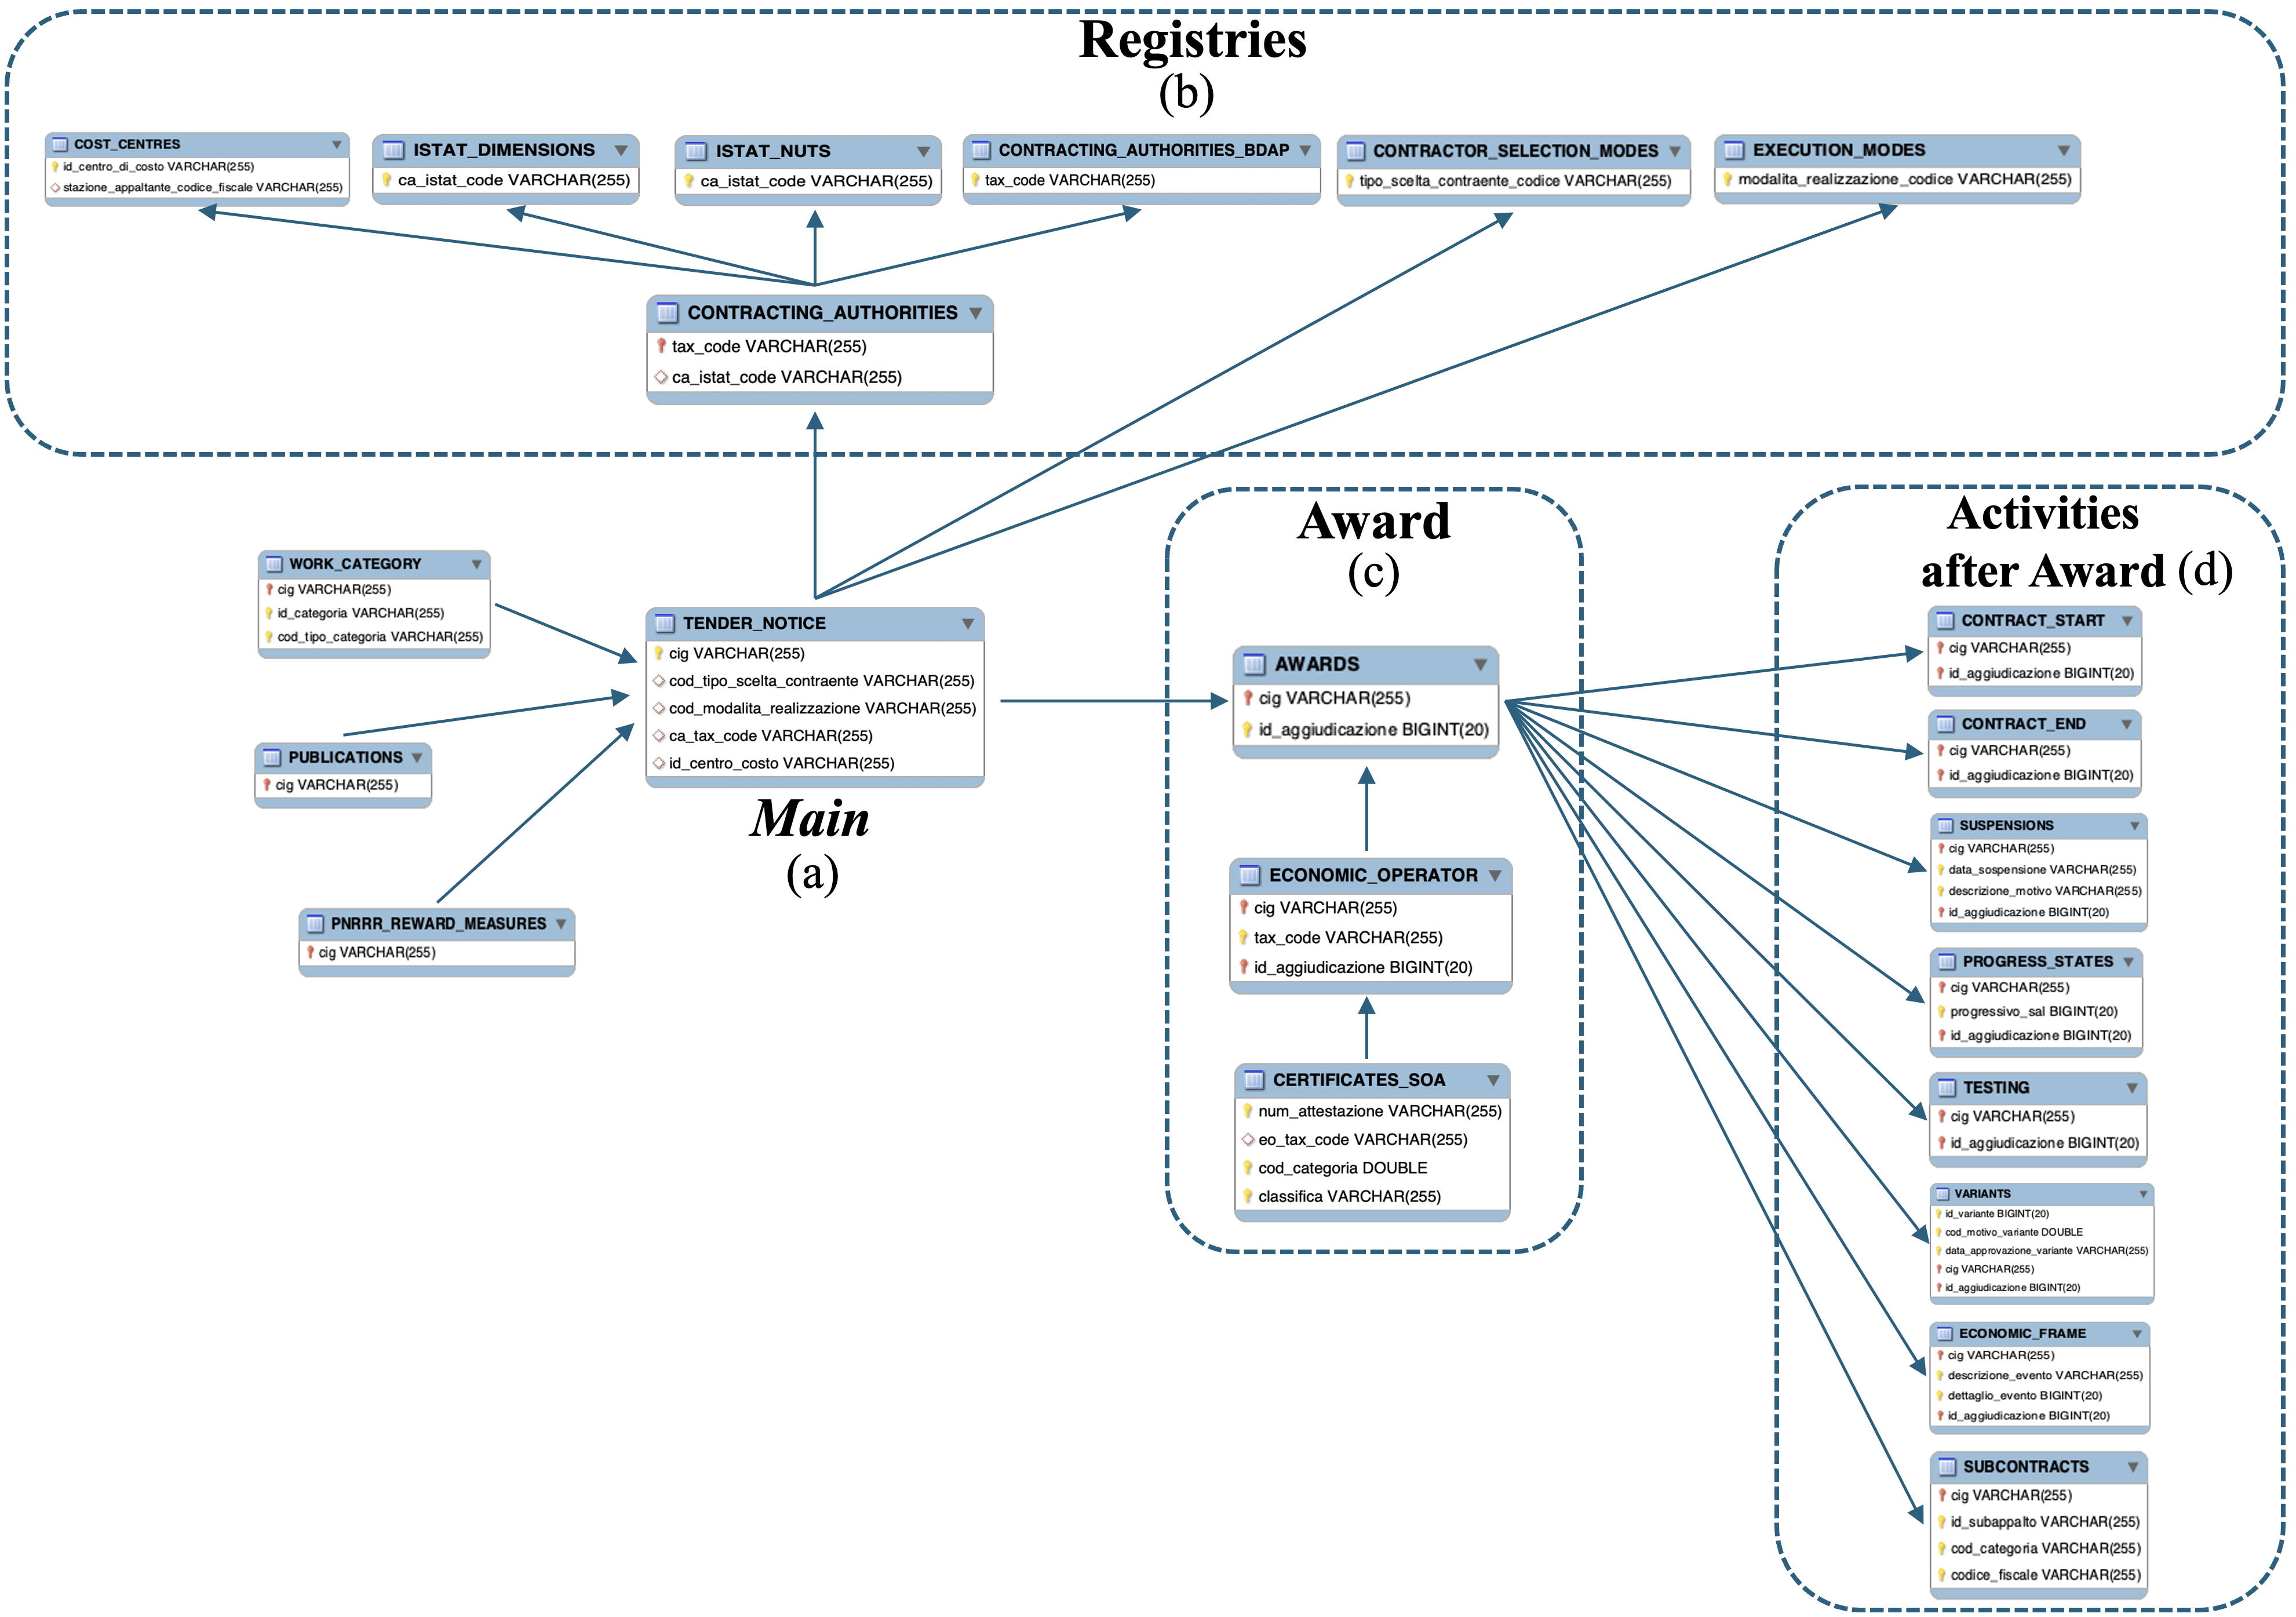 Registries
(b)
COST_CENTRES
id_centro_di_costo VARCHAR(255)
stazione_appaltante_codice_fiscale VARCHAR(255)
ISTAT_DIMENSIONS
ca_istat_code VARCHAR(255)
ISTAT_NUTS
ca_istat_code VARCHAR(255)
CONTRACTING_AUTHORITIES_BDAP
tax_code VARCHAR(255)
CONTRACTOR_SELECTION_MODES
tipo_scelta_contraente_codice VARCHAR(255)
EXECUTION_MODES
modalita_realizzazione_codice VARCHAR(255)
CONTRACTING_AUTHORITIES
tax_code VARCHAR(255)
ca_istat_code VARCHAR(255)
WORK_CATEGORY
cig VARCHAR(255)
id_categoria VARCHAR(255)
cod_tipo_categoria VARCHAR(255)
PUBLICATIONS
cig VARCHAR(255)
PNRRR_REWARD_MEASURES
cig VARCHAR(255)
TENDER_NOTICE
cig VARCHAR(255)
cod_tipo_scelta_contraente VARCHAR(255)
cod_modalita_realizzazione VARCHAR(255)
ca_tax_code VARCHAR(255)
id_centro_costo VARCHAR(255)
Main
(a)
Award
(c)
AWARDS
cig VARCHAR(255)
id_aggiudicazione BIGINT(20)
ECONOMIC_OPERATOR
cig VARCHAR(255)
tax_code VARCHAR(255)
id_aggiudicazione BIGINT(20)
CERTIFICATES_SOA
num_attestazione VARCHAR(255)
eo_tax_code VARCHAR(255)
cod_categoria DOUBLE
classifica VARCHAR(255)
Activities
after Award (d)
CONTRACT_START
cig VARCHAR(255)
id_aggiudicazione BIGINT(20)
CONTRACT_END
cig VARCHAR(255)
id_aggiudicazione BIGINT(20)
SUSPENSIONS
cig VARCHAR(255)
data_sospensione VARCHAR(255)
descrizione_motivo VARCHAR(255)
id_aggiudicazione BIGINT(20)
PROGRESS_STATES
cig VARCHAR(255)
progressivo_sal BIGINT(20)
id_aggiudicazione BIGINT(20)
TESTING
cig VARCHAR(255)
id_aggiudicazione BIGINT(20)
VARIANTS
id_variante BIGINT(20)
cod_motivo_variante DOUBLE
data_approvazione_variante VARCHAR(255)
cig VARCHAR(255)
id_aggiudicazione BIGINT(20)
ECONOMIC_FRAME
cig VARCHAR(255)
descrizione_evento VARCHAR(255)
dettaglio_evento BIGINT(20)
id_aggiudicazione BIGINT(20)
SUBCONTRACTS
cig VARCHAR(255)
id_subappalto VARCHAR(255)
cod_categoria VARCHAR(255)
codice_fiscale VARCHAR(255)